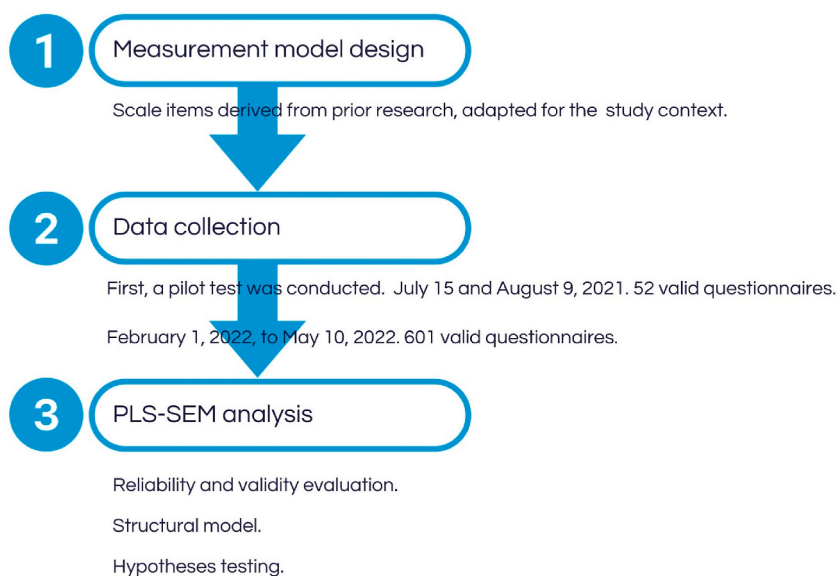 1 Measurement model design
Scale items derived from prior research, adapted for the study context.
2 Data collection
First, a pilot test was conducted. July 15 and August 9, 2021. 52 valid questionnaires.
February 1, 2022, to May 10, 2022. 601 valid questionnaires.
3 PLS-SEM analysis
Reliability and validity evaluation.
Structural model.
Hypotheses testing.